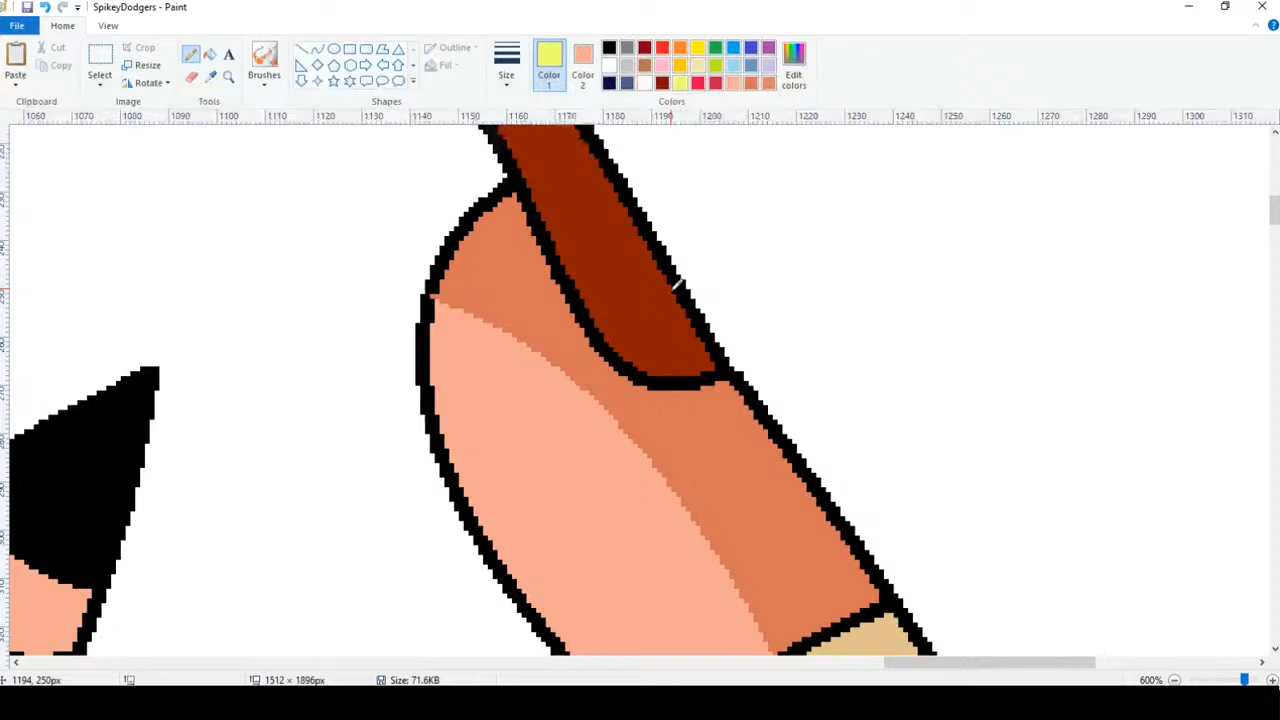 SpikeyDodgers - Paint
File Home View
Paste Cut Copy Clipboard
Select Crop Resize Rotate Image
Tools
Brushes
Outline Fill Shapes
Size
Color 1
Color 2
Edit colors
Colors
1060 1070 1080 1090 1100 1110 1120 1130 1140 1150 1160 1170 1180 1190 1200 1210 1220 1230 1240 1250 1260 1270 1280 1290 1300 1310
1194, 250px 1512 × 1896px Size: 71.6KB 600%